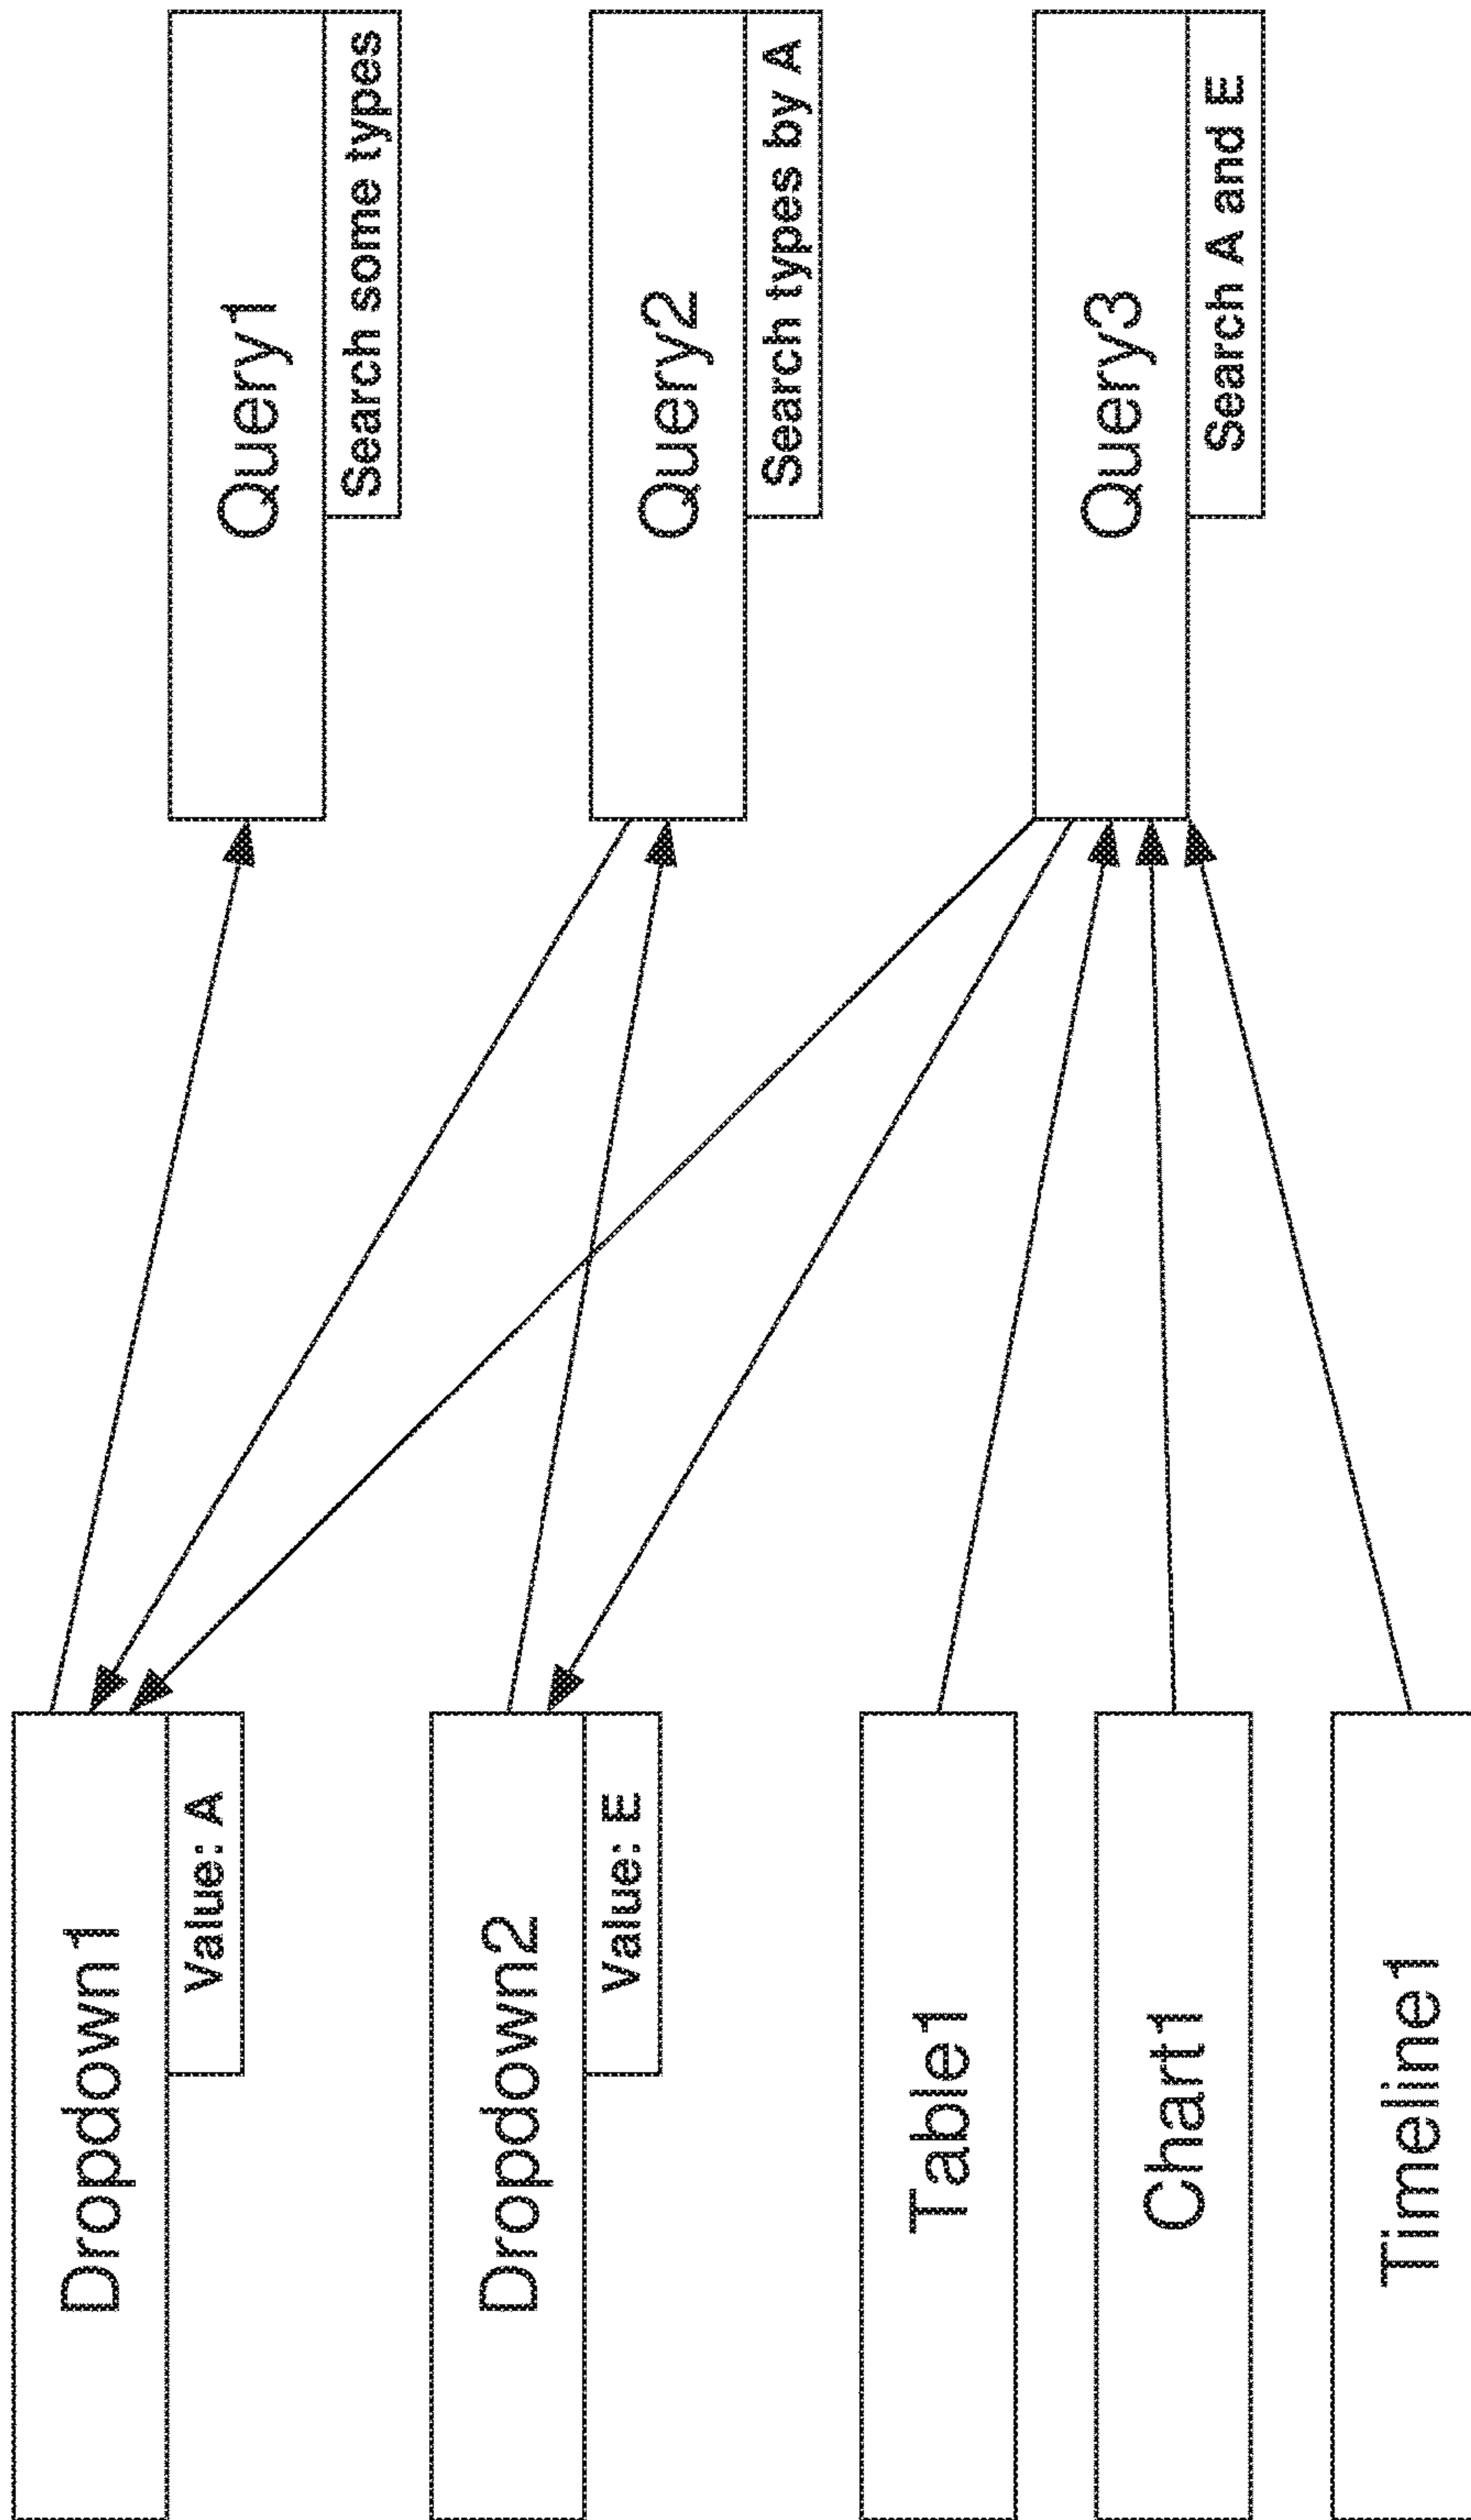 Dropdown1
Value: A
Dropdown2
Value: E
Table1
Chart1
Timeline1
Query1
Search some types
Query2
Search types by A
Query3
Search A and E